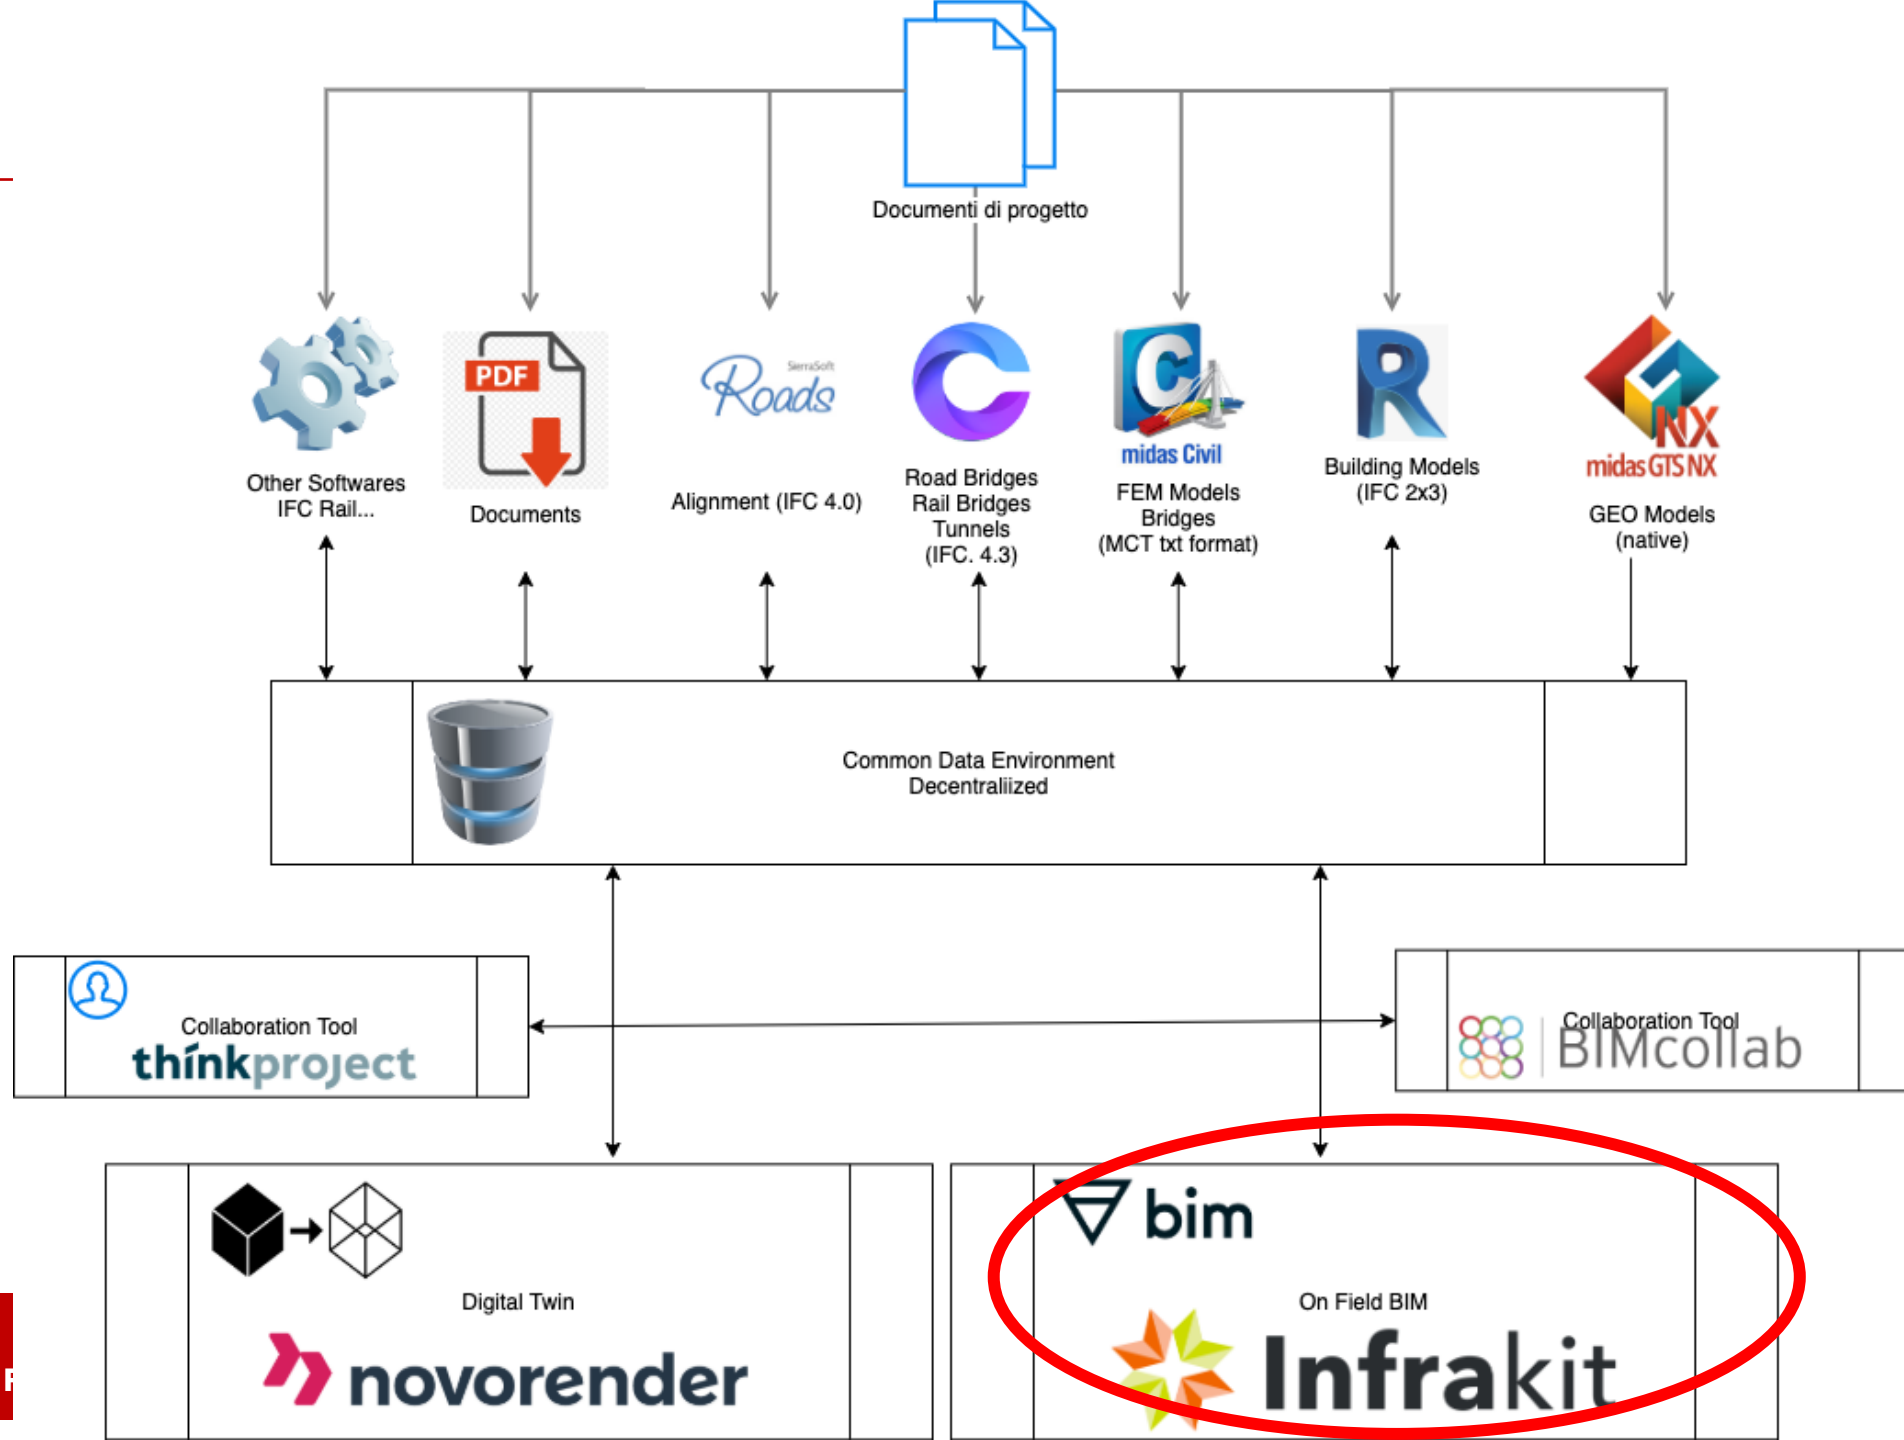 Documenti di progetto
PDF
SierraSoft
Roads
C
midas Civil
R
NX
midas GTS NX
Other Softwares
IFC Rail...
Documents
Alignment (IFC 4.0)
Road Bridges
Rail Bridges
Tunnels
(IFC. 4.3)
FEM Models
Bridges
(MCT txt format)
Building Models
(IFC 2x3)
GEO Models
(native)
Common Data Environment
Decentraliized
Collaboration Tool
thinkproject
Collaboration Tool
BIMcollab
Digital Twin
novorender
bim
On Field BIM
Infrakit